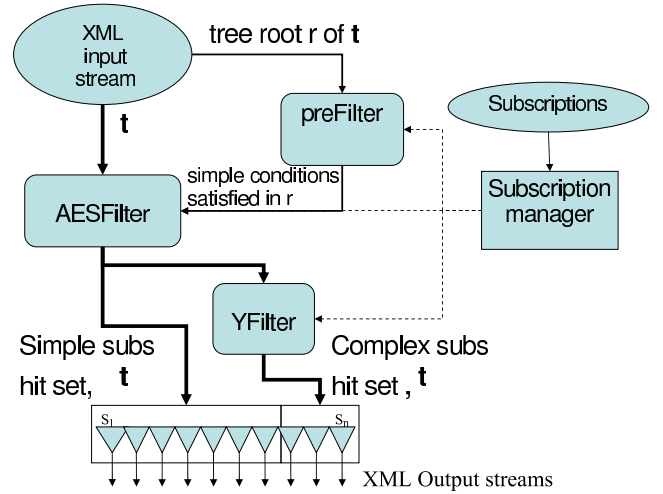 XML
input
stream
tree root r of t
t
preFilter
Subscriptions
simple conditions
satisfied in r
AESFilter
Subscription
manager
YFilter
Simple subs
hit set, t
Complex subs
hit set , t
S1
Sn
XML Output streams